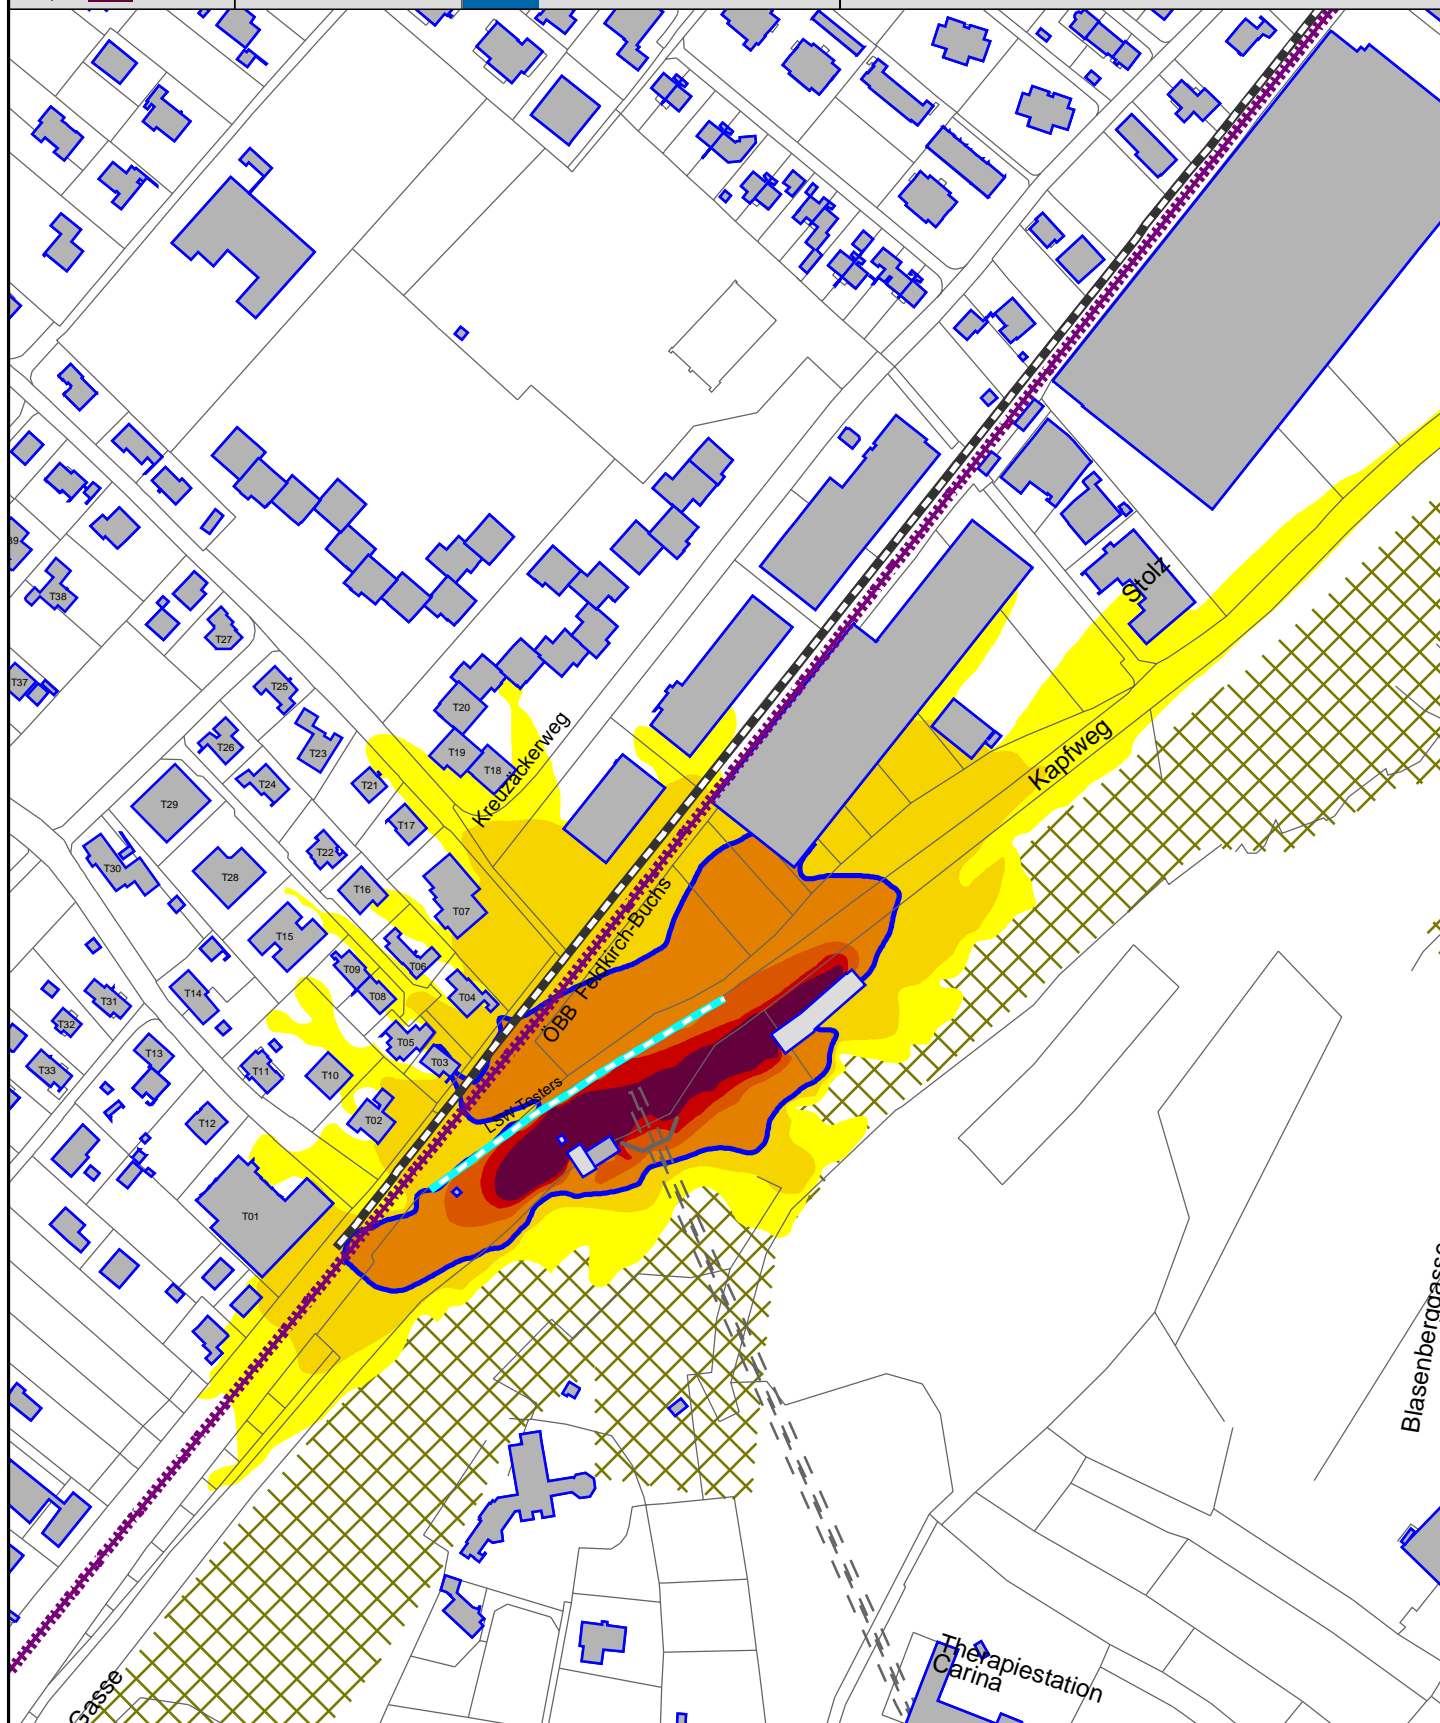 Stolz
39
T38
T27
T37
T25
T20
Kreuzäckerweg
Kapfweg
T26
T23
T19
T18
T24
T21
T29
T17
T22
T30
T28
T16
T07
ÖBB Feldkirch-Buchs
T15
T09
T06
T14
T08
T04
T31
T32
T05
T13
T03
T33
T11
T10
LSW Tosters
T12
T02
T01
Blasenberggasse
Therapiestation
Carina
Gasse